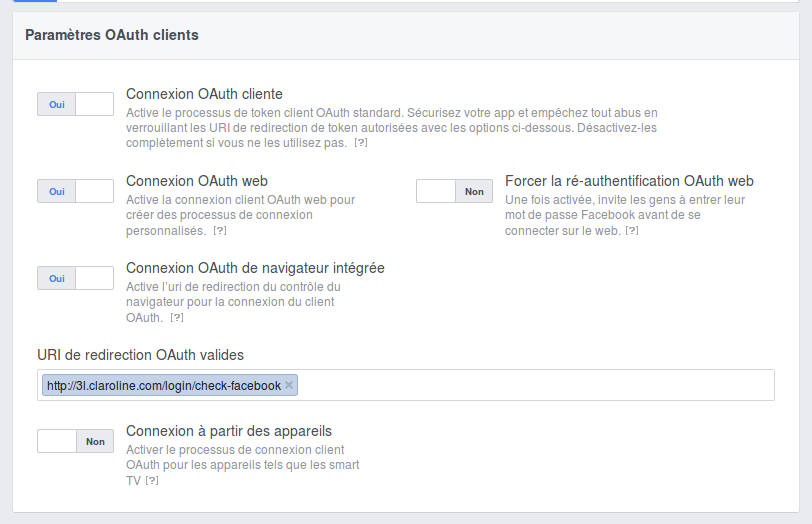 Paramètres OAuth clients
Oui
Connexion OAuth cliente
Active le processus de token client OAuth standard. Sécurisez votre app et empêchez tout abus en
verrouillant les URI de redirection de token autorisées avec les options ci-dessous. Désactivez-les
complètement si vous ne les utilisez pas. [?]
Oui
Connexion OAuth web
Active la connexion client OAuth web pour
créer des processus de connexion
personnalisés. [?]
Non
Forcer la ré-authentification OAuth web
Une fois activée, invite les gens à entrer leur
mot de passe Facebook avant de se
connecter sur le web. [?]
Oui
Connexion OAuth de navigateur intégrée
Active l'uri de redirection du contrôle du
navigateur pour la connexion du client
OAuth. [?]
URI de redirection OAuth valides
http://3l.claroline.com/login/check-facebook ×
Non
Connexion à partir des appareils
Activer le processus de connexion client
OAuth pour les appareils tels que les smart
TV [?]